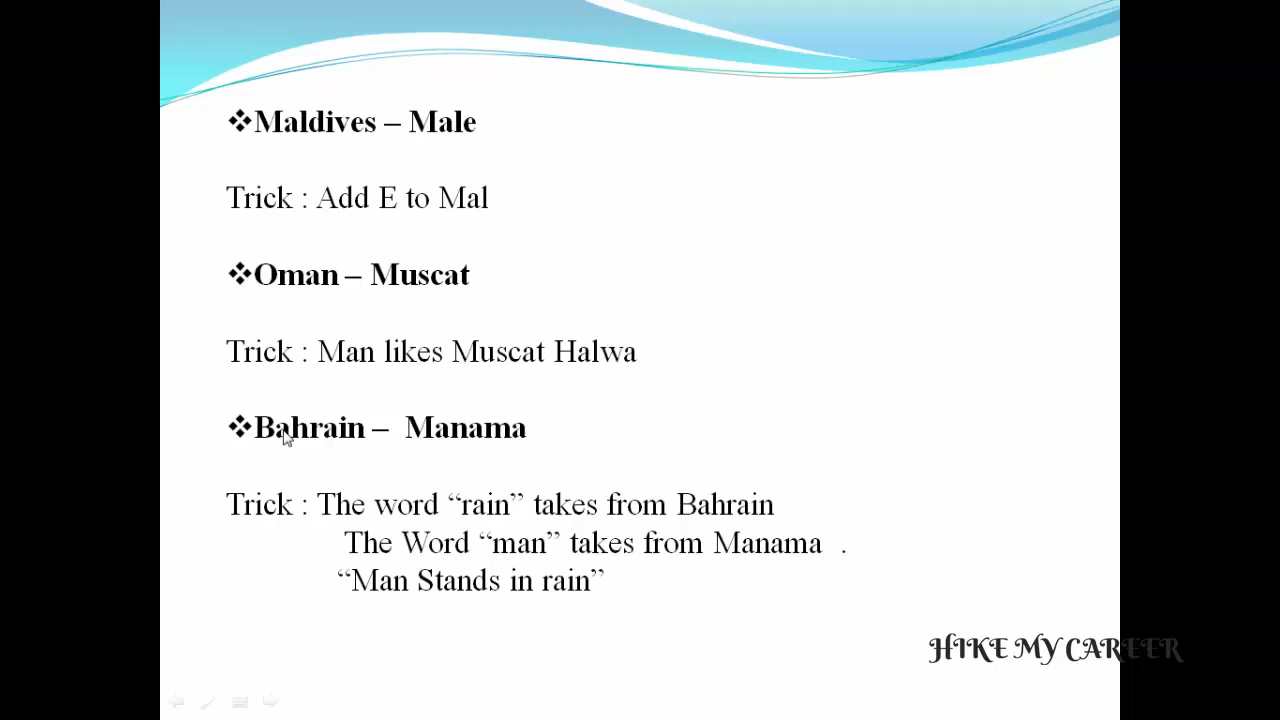 ❖Maldives – Male
Trick : Add E to Mal
❖Oman – Muscat
Trick : Man likes Muscat Halwa
❖Bahrain –  Manama
Trick : The word “rain” takes from Bahrain
The Word “man” takes from Manama  .
“Man Stands in rain”
HIKE MY CAREER